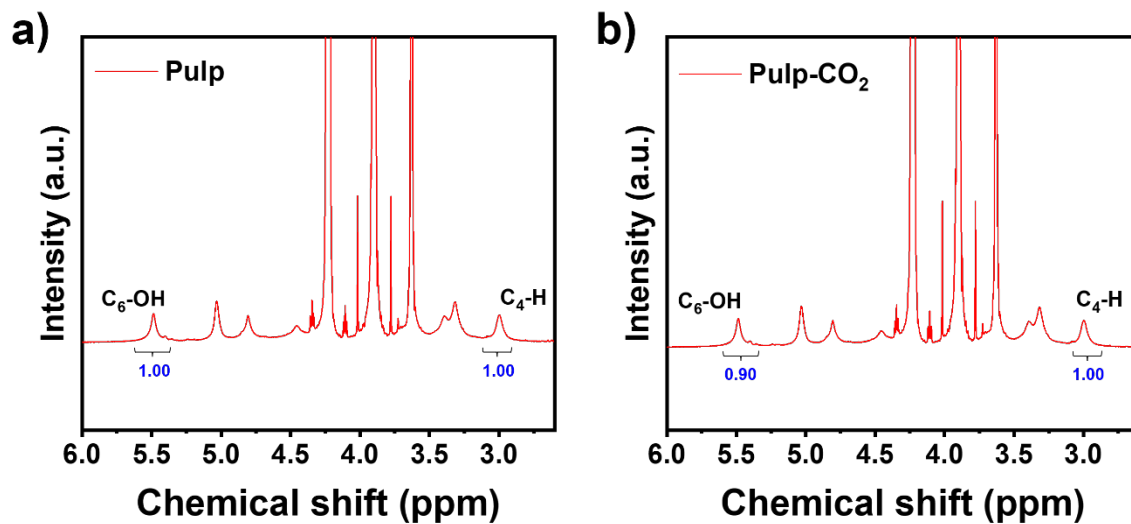 a)
Pulp
Intensity (a.u.)
C₆-OH
C₄-H
1.00
1.00
6.0 5.5 5.0 4.5 4.0 3.5 3.0
Chemical shift (ppm)
b)
Pulp-CO₂
Intensity (a.u.)
C₆-OH
C₄-H
0.90
1.00
6.0 5.5 5.0 4.5 4.0 3.5 3.0
Chemical shift (ppm)